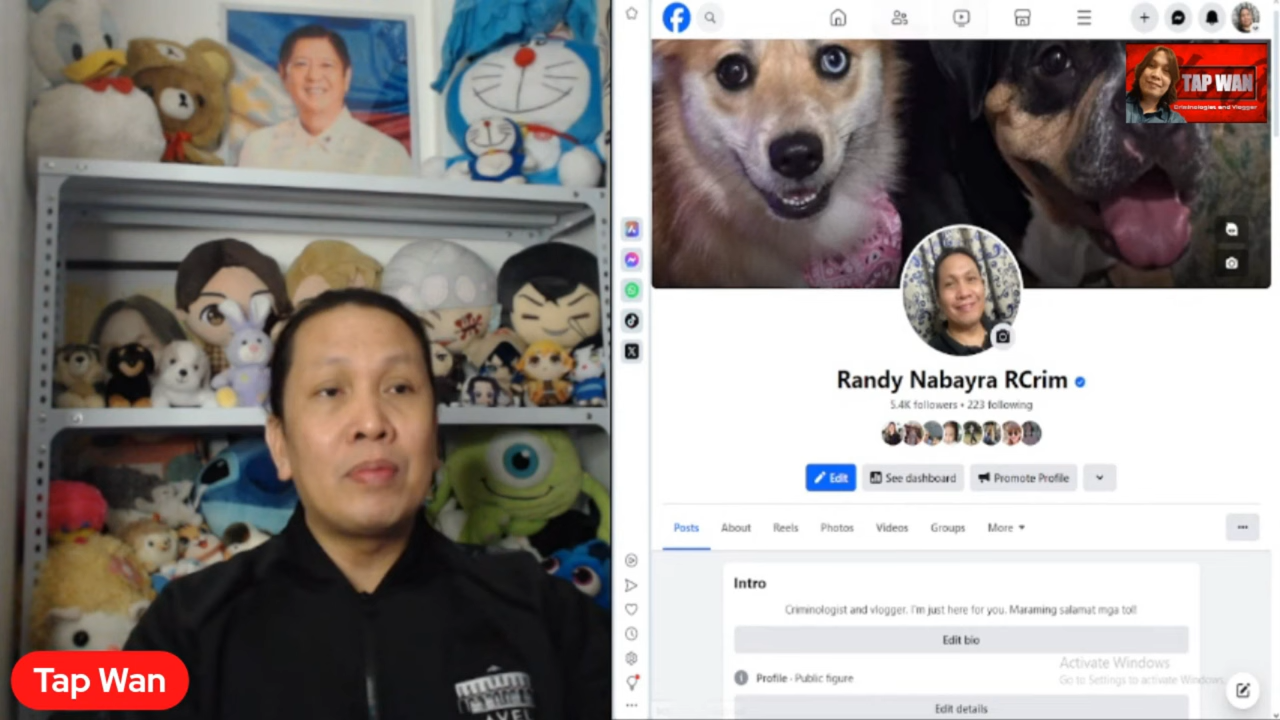 TAP WAN
Criminologist and Vlogger
Randy Nabayra RCrim
5.4K followers • 223 following
Edit
See dashboard
Promote Profile
Posts
About
Reels
Photos
Videos
Groups
More
Intro
Criminologist and vlogger. I'm just here for you. Maraming salamat mga tol!
Edit bio
Profile · Public figure
Edit details
Activate Windows
Go to Settings to activate Windows.
Tap Wan